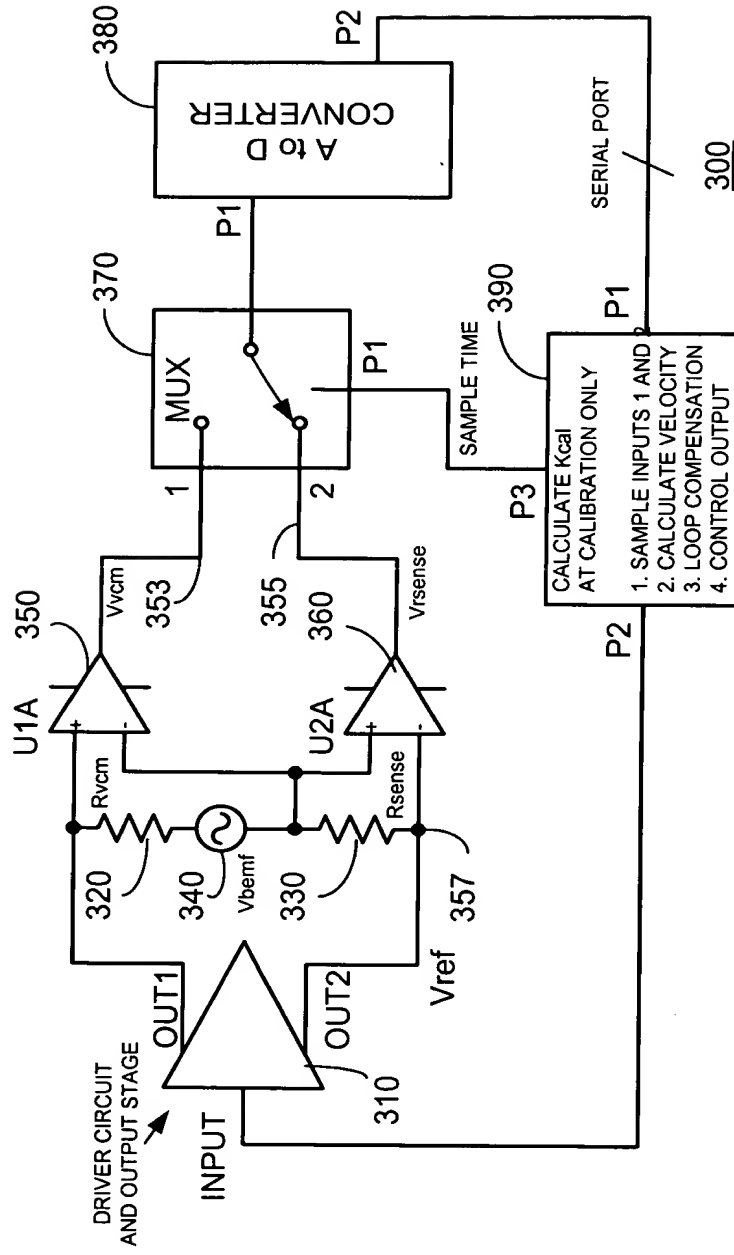 DRIVER CIRCUIT
AND OUTPUT STAGE
INPUT
310
OUT1
OUT2
Vref
320
Rvcm
340
Vbemf
330
Rsense
357
U1A
350
+
-
Vvcm
353
U2A
360
+
-
Vrsense
355
370
MUX
1
2
P1
SAMPLE TIME
P1
380
A to D
CONVERTER
P2
SERIAL PORT
300
390
P3
P1
P2
CALCULATE Kcal
AT CALIBRATION ONLY
1. SAMPLE INPUTS 1 AND 2
2. CALCULATE VELOCITY
3. LOOP COMPENSATION
4. CONTROL OUTPUT